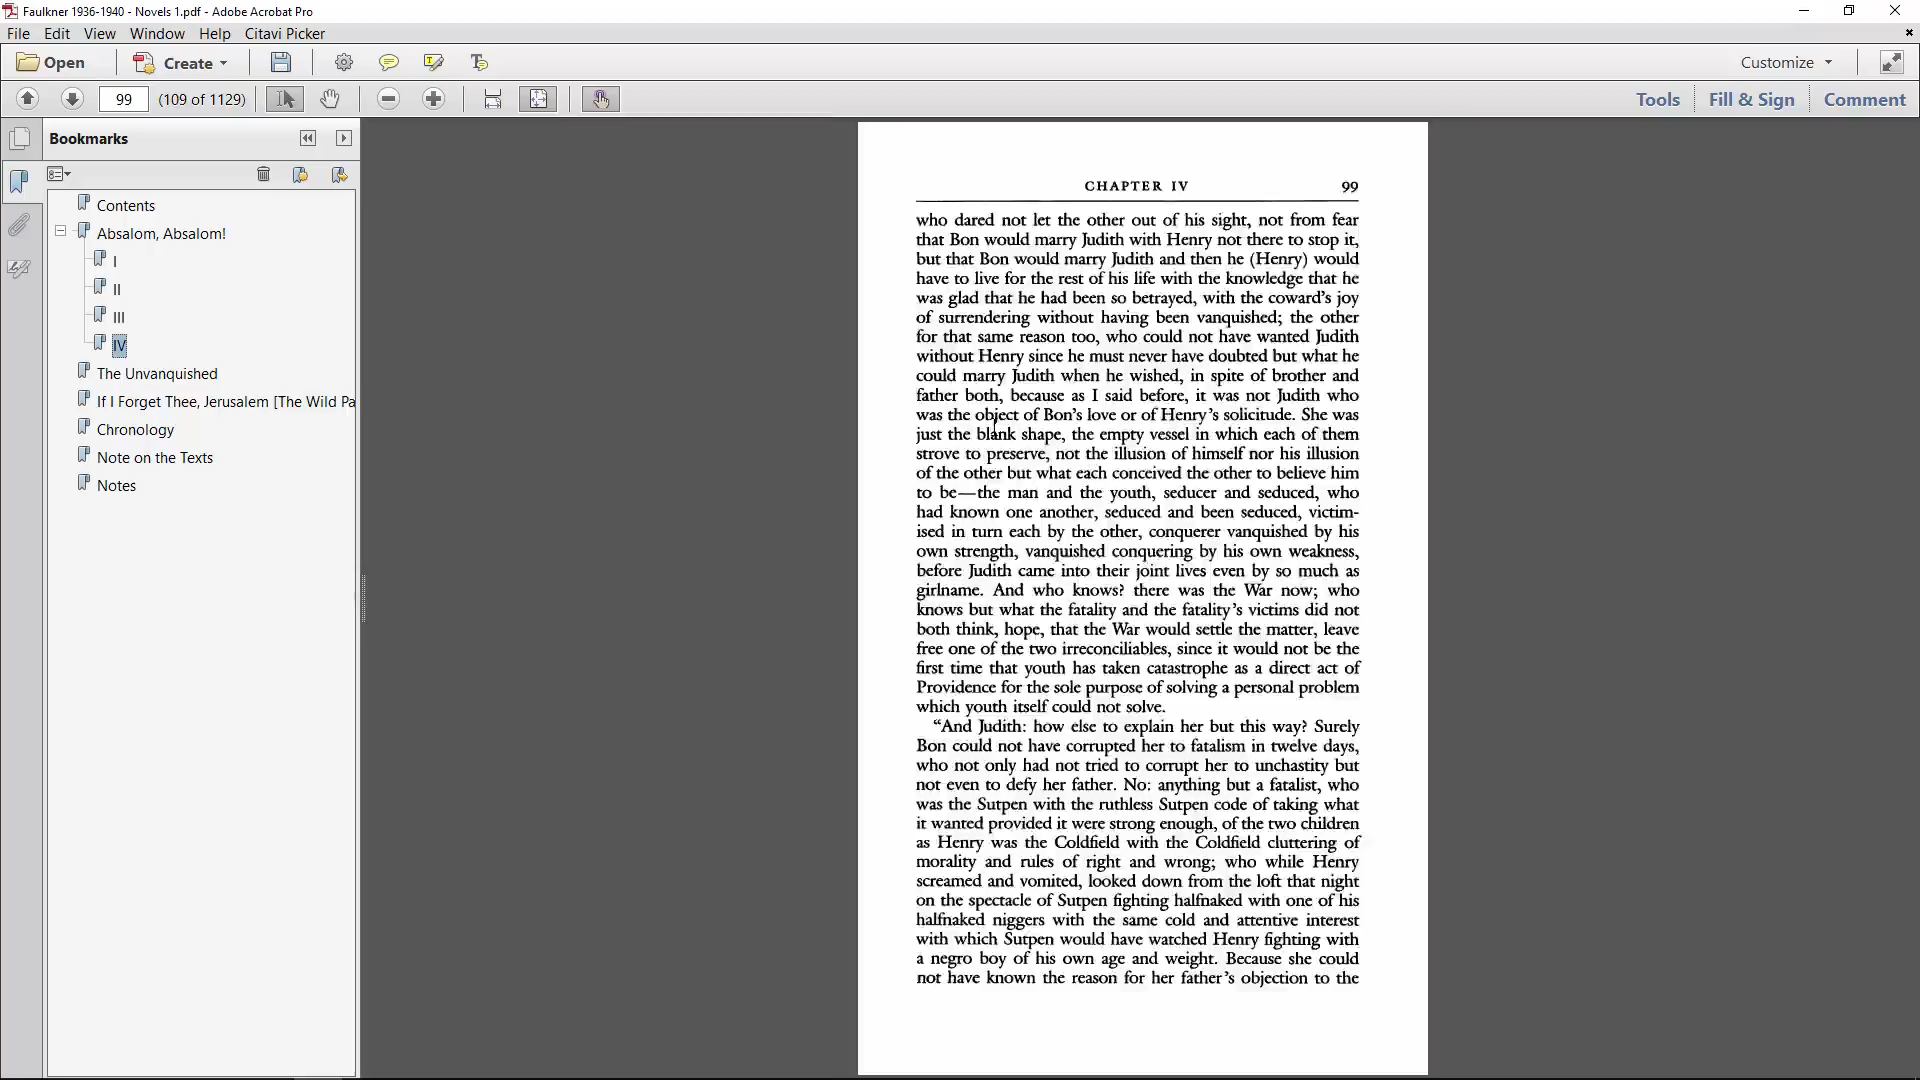 Faulkner 1936-1940 - Novels 1.pdf - Adobe Acrobat Pro
File Edit View Window Help Citavi Picker
Open Create Customize
99 (109 of 1129) Tools Fill & Sign Comment
Bookmarks
Contents
Absalom, Absalom!
I
II
III
IV
The Unvanquished
If I Forget Thee, Jerusalem [The Wild Pa
Chronology
Note on the Texts
Notes
CHAPTER IV 99
who dared not let the other out of his sight, not from fear
that Bon would marry Judith with Henry not there to stop it,
but that Bon would marry Judith and then he (Henry) would
have to live for the rest of his life with the knowledge that he
was glad that he had been so betrayed, with the coward's joy
of surrendering without having been vanquished; the other
for that same reason too, who could not have wanted Judith
without Henry since he must never have doubted but what he
could marry Judith when he wished, in spite of brother and
father both, because as I said before, it was not Judith who
was the object of Bon's love or of Henry's solicitude. She was
just the blank shape, the empty vessel in which each of them
strove to preserve, not the illusion of himself nor his illusion
of the other but what each conceived the other to believe him
to be—the man and the youth, seducer and seduced, who
had known one another, seduced and been seduced, victim-
ised in turn each by the other, conquerer vanquished by his
own strength, vanquished conquering by his own weakness,
before Judith came into their joint lives even by so much as
girlname. And who knows? there was the War now; who
knows but what the fatality and the fatality's victims did not
both think, hope, that the War would settle the matter, leave
free one of the two irreconciliables, since it would not be the
first time that youth has taken catastrophe as a direct act of
Providence for the sole purpose of solving a personal problem
which youth itself could not solve.
"And Judith: how else to explain her but this way? Surely
Bon could not have corrupted her to fatalism in twelve days,
who not only had not tried to corrupt her to unchastity but
not even to defy her father. No: anything but a fatalist, who
was the Sutpen with the ruthless Sutpen code of taking what
it wanted provided it were strong enough, of the two children
as Henry was the Coldfield with the Coldfield cluttering of
morality and rules of right and wrong; who while Henry
screamed and vomited, looked down from the loft that night
on the spectacle of Sutpen fighting halfnaked with one of his
halfnaked niggers with the same cold and attentive interest
with which Sutpen would have watched Henry fighting with
a negro boy of his own age and weight. Because she could
not have known the reason for her father's objection to the